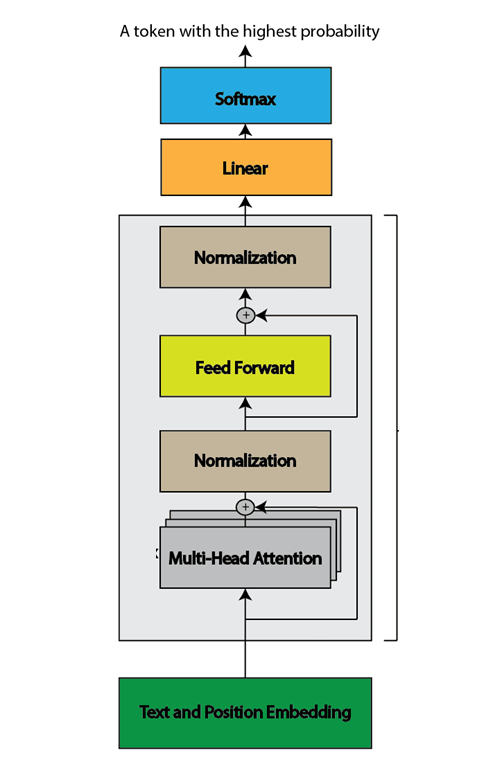 A token with the highest probability
Softmax
Linear
Normalization
+
Feed Forward
Normalization
+
Multi-Head Attention
Text and Position Embedding